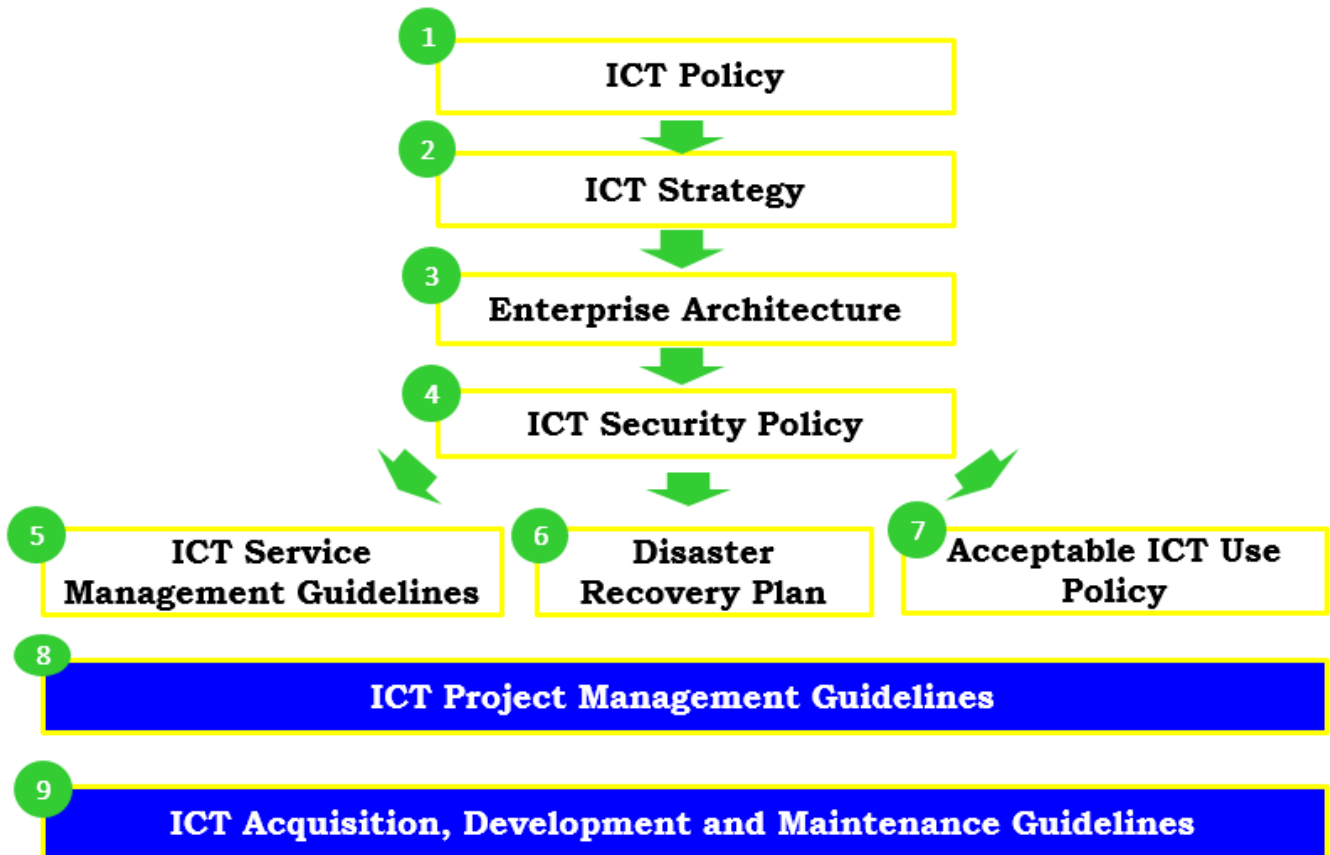 1
ICT Policy
2
ICT Strategy
3
Enterprise Architecture
4
ICT Security Policy
5
ICT Service
Management Guidelines
6
Disaster
Recovery Plan
7
Acceptable ICT Use
Policy
8
ICT Project Management Guidelines
9
ICT Acquisition, Development and Maintenance Guidelines